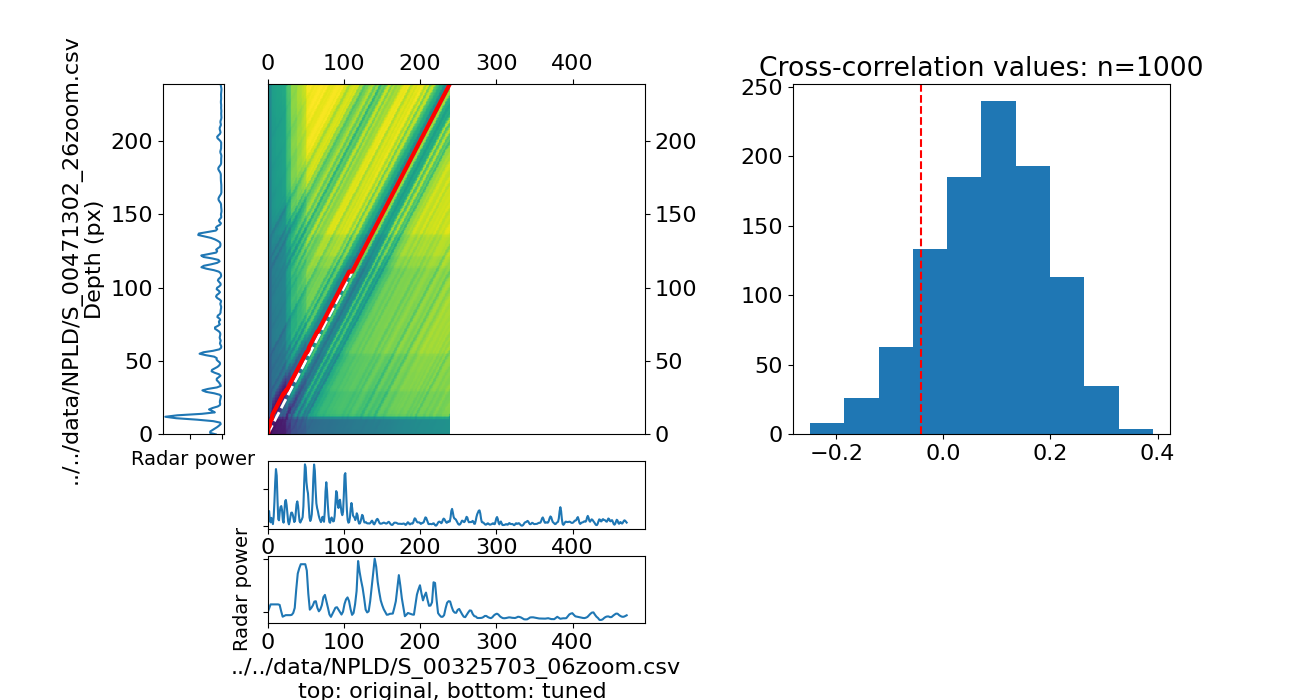 0 100 200 300 400
../../data/NPLD/S_00471302_26zoom.csv
Depth (px)
200
150
100
50
0
Radar power
200
150
100
50
0
0 100 200 300 400
Radar power
0 100 200 300 400
../../data/NPLD/S_00325703_06zoom.csv
top: original, bottom: tuned
Cross-correlation values: n=1000
250
200
150
100
50
0
−0.2 0.0 0.2 0.4